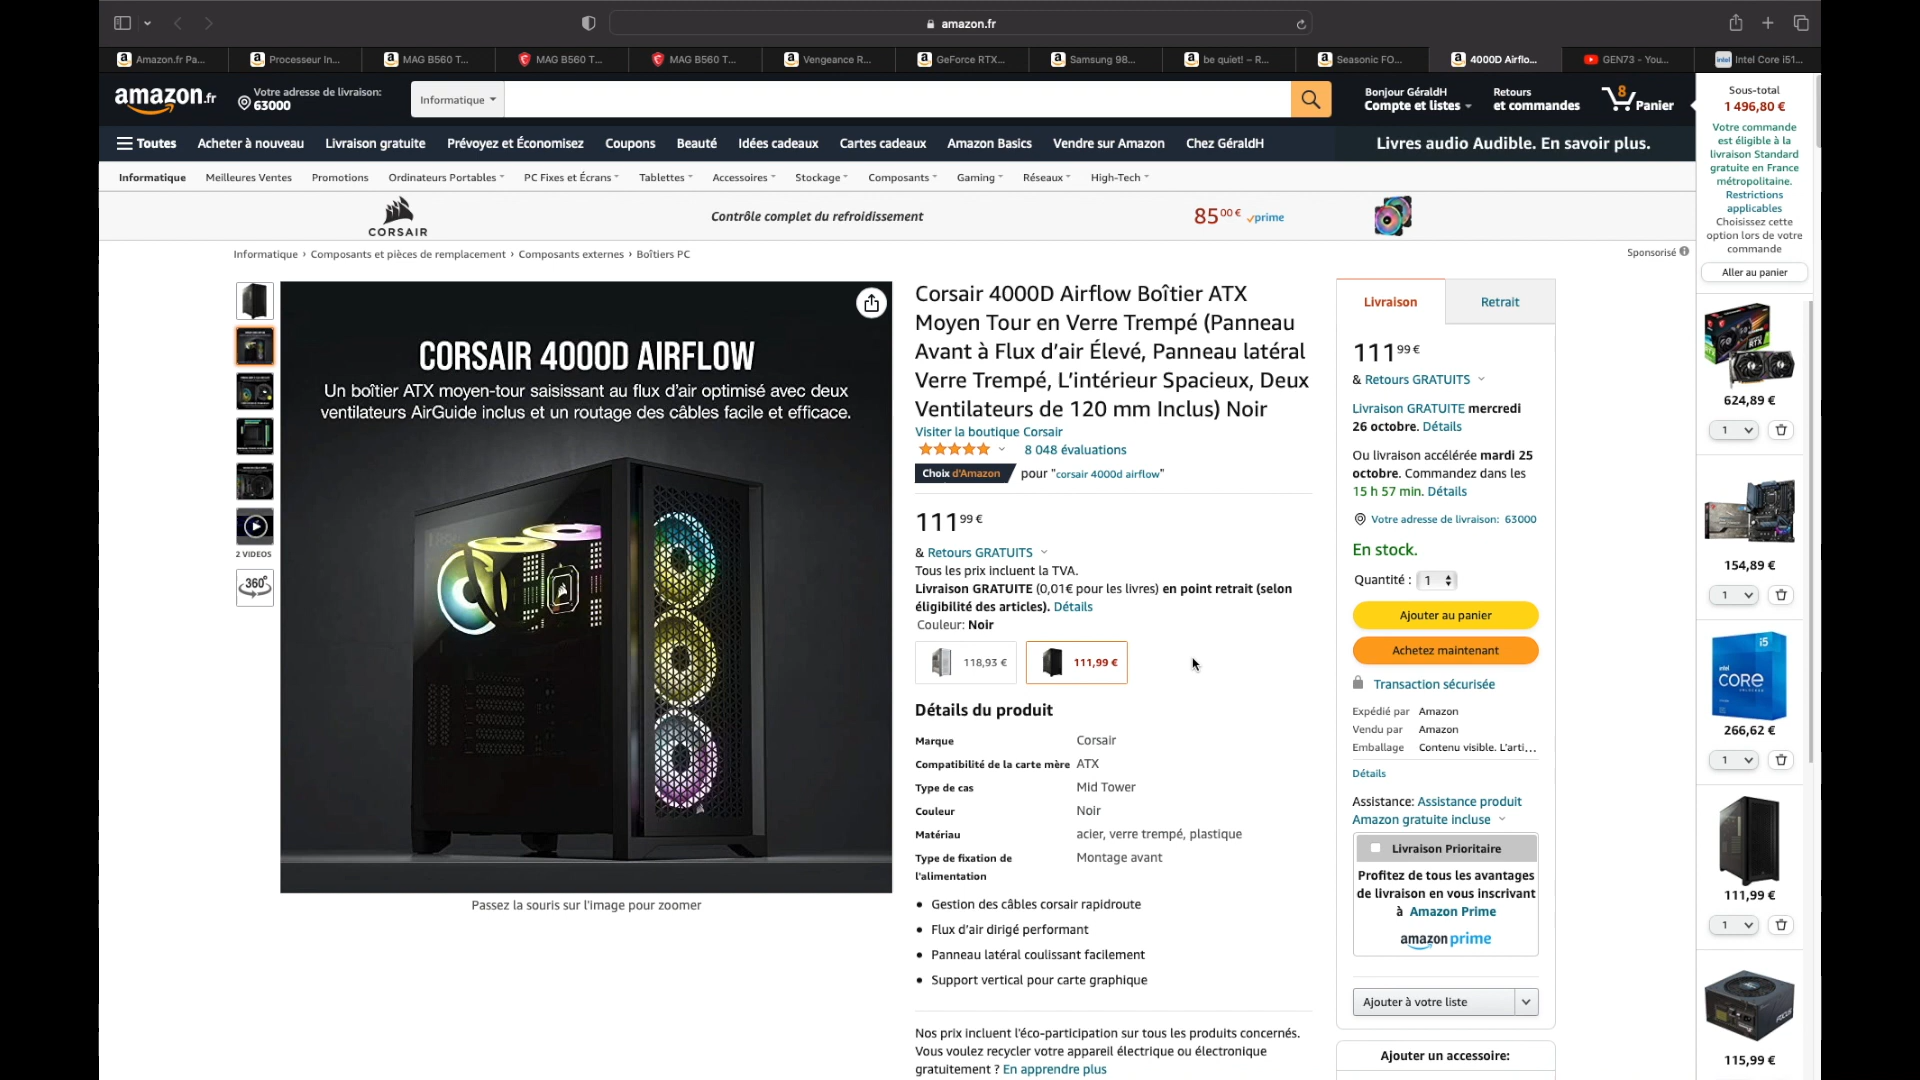 amazon.fr
Amazon.fr Pa...
Processeur In...
MAG B560 T...
MAG B560 T...
MAG B560 T...
Vengeance R...
GeForce RTX...
Samsung 98...
be quiet! – R...
Seasonic FO...
4000D Airflo...
GEN73 - You...
Intel Core i51...
amazon.fr
Votre adresse de livraison:
63000
Informatique
Bonjour GéraldH
Compte et listes
Retours
et commandes
8
Panier
Toutes
Acheter à nouveau
Livraison gratuite
Prévoyez et Économisez
Coupons
Beauté
Idées cadeaux
Cartes cadeaux
Amazon Basics
Vendre sur Amazon
Chez GéraldH
Livres audio Audible. En savoir plus.
Informatique
Meilleures Ventes
Promotions
Ordinateurs Portables
PC Fixes et Écrans
Tablettes
Accessoires
Stockage
Composants
Gaming
Réseaux
High-Tech
CORSAIR
Contrôle complet du refroidissement
85,00 €
prime
Sponsorisé
Informatique › Composants et pièces de remplacement › Composants externes › Boîtiers PC
2 VIDEOS
360°
CORSAIR 4000D AIRFLOW
Un boîtier ATX moyen-tour saisissant au flux d'air optimisé avec deux
ventilateurs AirGuide inclus et un routage des câbles facile et efficace.
Passez la souris sur l'image pour zoomer
Corsair 4000D Airflow Boîtier ATX
Moyen Tour en Verre Trempé (Panneau
Avant à Flux d'air Élevé, Panneau latéral
Verre Trempé, L'intérieur Spacieux, Deux
Ventilateurs de 120 mm Inclus) Noir
Visiter la boutique Corsair
8 048 évaluations
Choix d'Amazon pour "corsair 4000d airflow"
111 99 €
& Retours GRATUITS
Tous les prix incluent la TVA.
Livraison GRATUITE (0,01€ pour les livres) en point retrait (selon
éligibilité des articles). Détails
Couleur: Noir
118,93 €
111,99 €
Détails du produit
Marque Corsair
Compatibilité de la carte mère ATX
Type de cas Mid Tower
Couleur Noir
Matériau acier, verre trempé, plastique
Type de fixation de Montage avant
l'alimentation
• Gestion des câbles corsair rapidroute
• Flux d'air dirigé performant
• Panneau latéral coulissant facilement
• Support vertical pour carte graphique
Nos prix incluent l'éco-participation sur tous les produits concernés.
Vous voulez recycler votre appareil électrique ou électronique
gratuitement ? En apprendre plus
Livraison
Retrait
111 99 €
& Retours GRATUITS
Livraison GRATUITE mercredi
26 octobre. Détails
Ou livraison accélérée mardi 25
octobre. Commandez dans les
15 h 57 min. Détails
Votre adresse de livraison: 63000
En stock.
Quantité : 1
Ajouter au panier
Achetez maintenant
Transaction sécurisée
Expédié par Amazon
Vendu par Amazon
Emballage Contenu visible. L'arti...
Détails
Assistance: Assistance produit
Amazon gratuite incluse
Livraison Prioritaire
Profitez de tous les avantages
de livraison en vous inscrivant
à Amazon Prime
amazon prime
Ajouter à votre liste
Ajouter un accessoire:
Sous-total
1 496,80 €
Votre commande
est éligible à la
livraison Standard
gratuite en France
métropolitaine.
Restrictions
applicables
Choisissez cette
option lors de votre
commande
Aller au panier
RTX
624,89 €
1
154,89 €
1
i5
intel
CORE
266,62 €
1
111,99 €
1
FOCUS
115,99 €